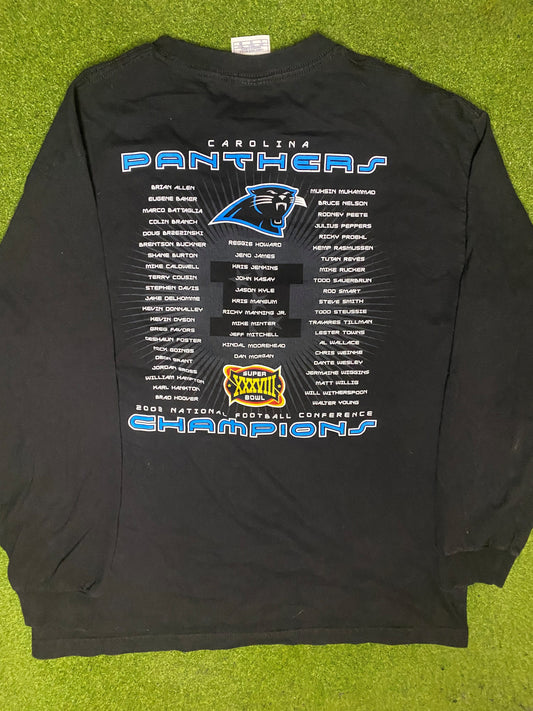 CAROLINA
PANTHERS
BRIAN ALLEN
EUGENE BAKER
MARCO BATTAGLIA
COLIN BRANCH
DOUG BRZEZINSKI
BRENTSON BUCKNER
SHANE BURTON
MIKE CALDWELL
TERRY COUSIN
STEPHEN DAVIS
JAKE DELHOMME
KEVIN DONNALLEY
KEVIN DYSON
GREG FAVORS
DESHAUN FOSTER
NICK GOINGS
DEON GRANT
JORDAN GROSS
WILLIAM HAMPTON
KARL HANKTON
BRAD HOOVER
REGGIE HOWARD
JENO JAMES
KRIS JENKINS
JOHN KASAY
JASON KYLE
KRIS MANGUM
RICKY MANNING JR.
MIKE MINTER
JEFF MITCHELL
KINDAL MOOREHEAD
DAN MORGAN
MUHSIN MUHAMMAD
BRUCE NELSON
RODNEY PEETE
JULIUS PEPPERS
RICKY PROEHL
KEMP RASMUSSEN
TUTAN REYES
MIKE RUCKER
TODD SAUERBRUN
ROD SMART
STEVE SMITH
TODD STEUSSIE
TRAVARES TILLMAN
LESTER TOWNS
AL WALLACE
CHRIS WEINKE
DANTE WESLEY
JERMAINE WIGGINS
MATT WILLIG
WILL WITHERSPOON
WALTER YOUNG
SUPER
XXXVIII
BOWL
2003 NATIONAL FOOTBALL CONFERENCE
CHAMPIONS